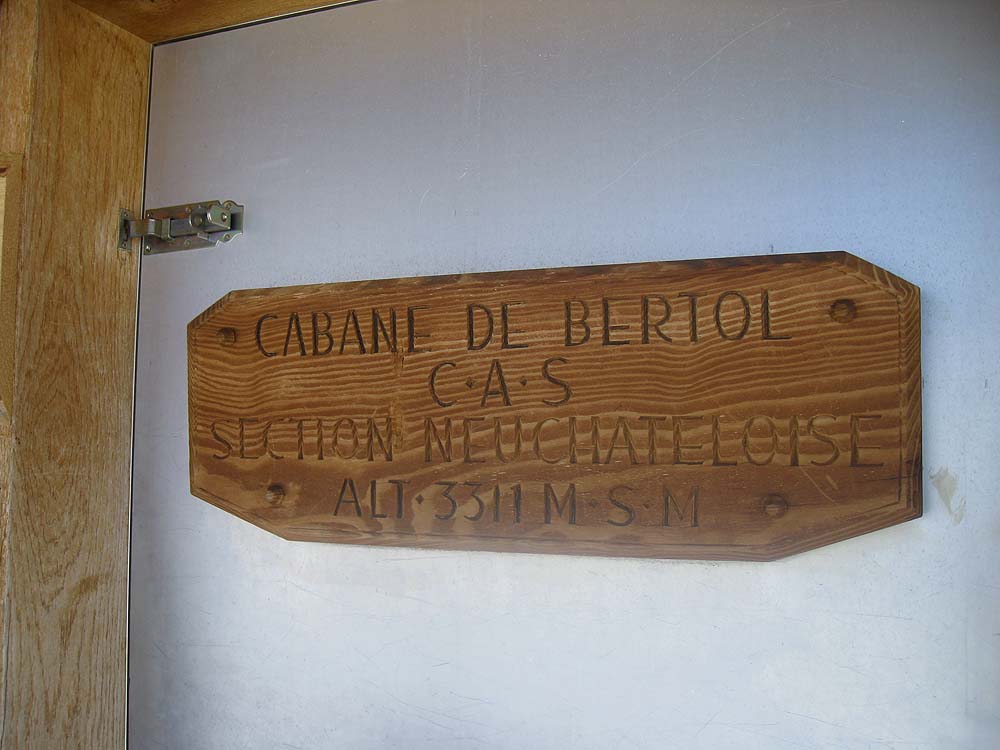 CABANE DE BERTOL
C·A·S
SECTION NEUCHATELOISE
ALT·3311 M·S·M